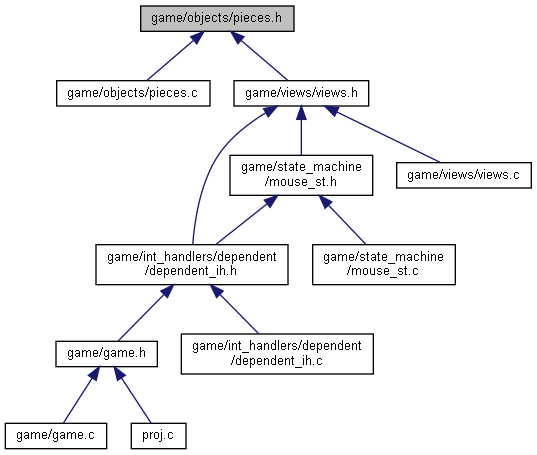 game/objects/pieces.h
game/objects/pieces.c
game/views/views.h
game/state_machine
/mouse_st.h
game/views/views.c
game/int_handlers/dependent
/dependent_ih.h
game/state_machine
/mouse_st.c
game/game.h
game/int_handlers/dependent
/dependent_ih.c
game/game.c
proj.c